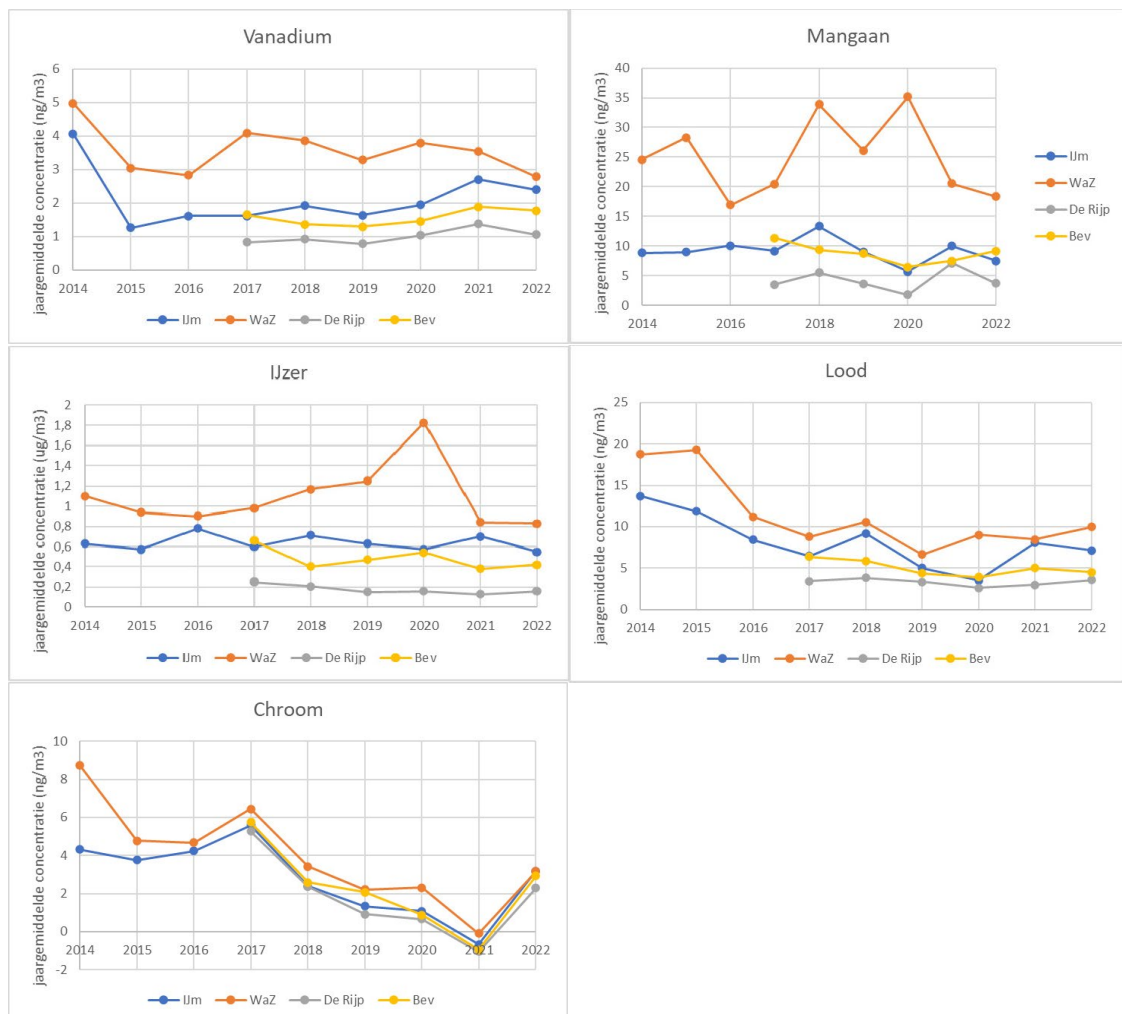 Vanadium
jaargemiddelde concentratie (ng/m3)
6
5
4
3
2
1
0
2014 2015 2016 2017 2018 2019 2020 2021 2022
IJm WaZ De Rijp Bev
Mangaan
jaargemiddelde concentratie (ng/m3)
40
35
30
25
20
15
10
5
0
2014 2016 2018 2020 2022
IJm
WaZ
De Rijp
Bev
IJzer
jaargemiddelde concentratie (ug/m3)
2
1,8
1,6
1,4
1,2
1
0,8
0,6
0,4
0,2
0
2014 2015 2016 2017 2018 2019 2020 2021 2022
IJm WaZ De Rijp Bev
Lood
jaargemiddelde concentratie (ng/m3)
25
20
15
10
5
0
2014 2015 2016 2017 2018 2019 2020 2021 2022
IJm WaZ De Rijp Bev
Chroom
jaargemiddelde concentratie (ng/m3)
10
8
6
4
2
0
-2
2014 2015 2016 2017 2018 2019 2020 2021 2022
IJm WaZ De Rijp Bev